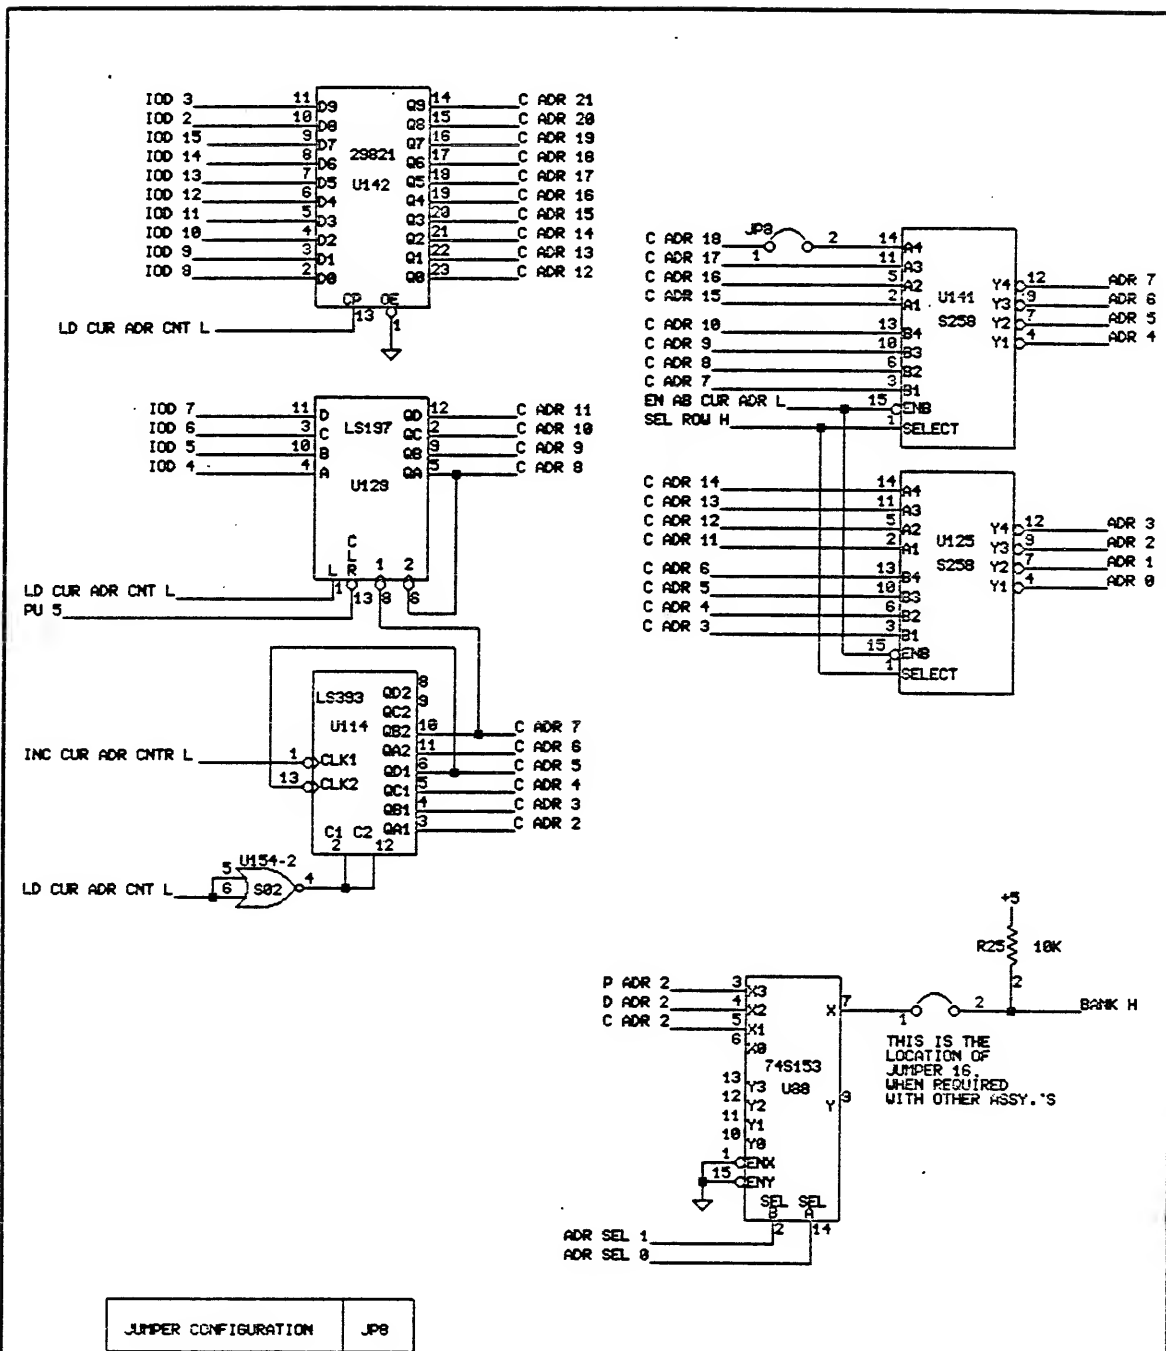 IOD 3 11 D9 Q9 14 C ADR 21
IOD 2 10 D8 Q8 15 C ADR 20
IOD 15 9 D7 Q7 16 C ADR 19
IOD 14 8 D6 29821 Q6 17 C ADR 18
IOD 13 7 D5 U142 Q5 18 C ADR 17
IOD 12 6 D4 Q4 19 C ADR 16
IOD 11 5 D3 Q3 20 C ADR 15
IOD 10 4 D2 Q2 21 C ADR 14
IOD 9 3 D1 Q1 22 C ADR 13
IOD 8 2 D0 Q0 23 C ADR 12
CP OE
LD CUR ADR CNT L 13 1
IOD 7 11 D QD 12 C ADR 11
IOD 6 3 C LS197 QC 2 C ADR 10
IOD 5 10 B QB 9 C ADR 9
IOD 4 4 A U129 QA 5 C ADR 8
L CLR 1 2
LD CUR ADR CNT L 1 13 8 6
PU 5
LS393 QD2 8
U114 QC2 9
QB2 10 C ADR 7
QA2 11 C ADR 6
INC CUR ADR CNTR L 1 CLK1 QD1 6 C ADR 5
13 CLK2 QC1 5 C ADR 4
QB1 4 C ADR 3
C1 C2 QA1 3 C ADR 2
2 12
U154-2
LD CUR ADR CNT L 5 6 S02 4
JP8
C ADR 18 1 2 14 A4
C ADR 17 11 A3
C ADR 16 5 A2 Y4 12 ADR 7
C ADR 15 2 A1 U141 Y3 9 ADR 6
C ADR 10 13 B4 S258 Y2 7 ADR 5
C ADR 9 10 B3 Y1 4 ADR 4
C ADR 8 6 B2
C ADR 7 3 B1
EN AB CUR ADR L 15 ENB
SEL ROW H 1 SELECT
C ADR 14 14 A4
C ADR 13 11 A3
C ADR 12 5 A2 Y4 12 ADR 3
C ADR 11 2 A1 U125 Y3 9 ADR 2
C ADR 6 13 B4 S258 Y2 7 ADR 1
C ADR 5 10 B3 Y1 4 ADR 0
C ADR 4 6 B2
C ADR 3 3 B1
15 ENB
1 SELECT
+5
R25 10K
2
P ADR 2 3 X3
D ADR 2 4 X2 X 7 1 2 BANK H
C ADR 2 5 X1
6 X0
74S153
U88
13 Y3
12 Y2 Y 9
11 Y1
10 Y0
1 ENX
15 ENY
SEL B SEL A
ADR SEL 1 2 14
ADR SEL 0
THIS IS THE
LOCATION OF
JUMPER 16.
WHEN REQUIRED
WITH OTHER ASSY.'S
JUMPER CONFIGURATION JP8